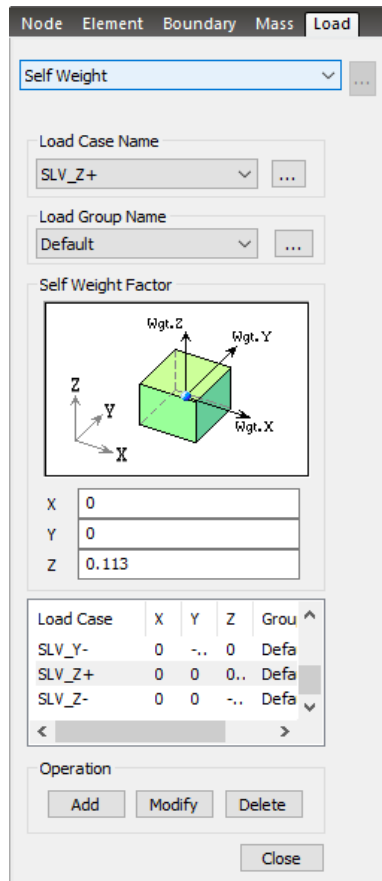 Node Element Boundary Mass Load
Self Weight
...
Load Case Name
SLV_Z+
...
Load Group Name
Default
...
Self Weight Factor
Wgt.Z
Wgt.Y
Z
Y
Wgt.X
X
X 0
Y 0
Z 0.113
Load Case X Y Z Grou
SLV_Y- 0 -.. 0 Defa
SLV_Z+ 0 0 0.. Defa
SLV_Z- 0 0 -.. Defa
Operation
Add Modify Delete
Close